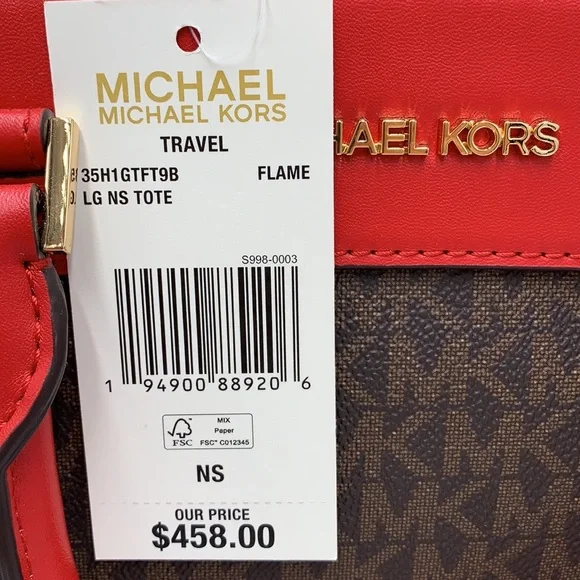 MICHAEL
MICHAEL KORS
TRAVEL
35H1GTFT9B FLAME
LG NS TOTE
S998-0003
1 94900 88920 6
FSC
MIX
Paper
FSC™ C012345
NS
OUR PRICE
$458.00
HAEL KORS